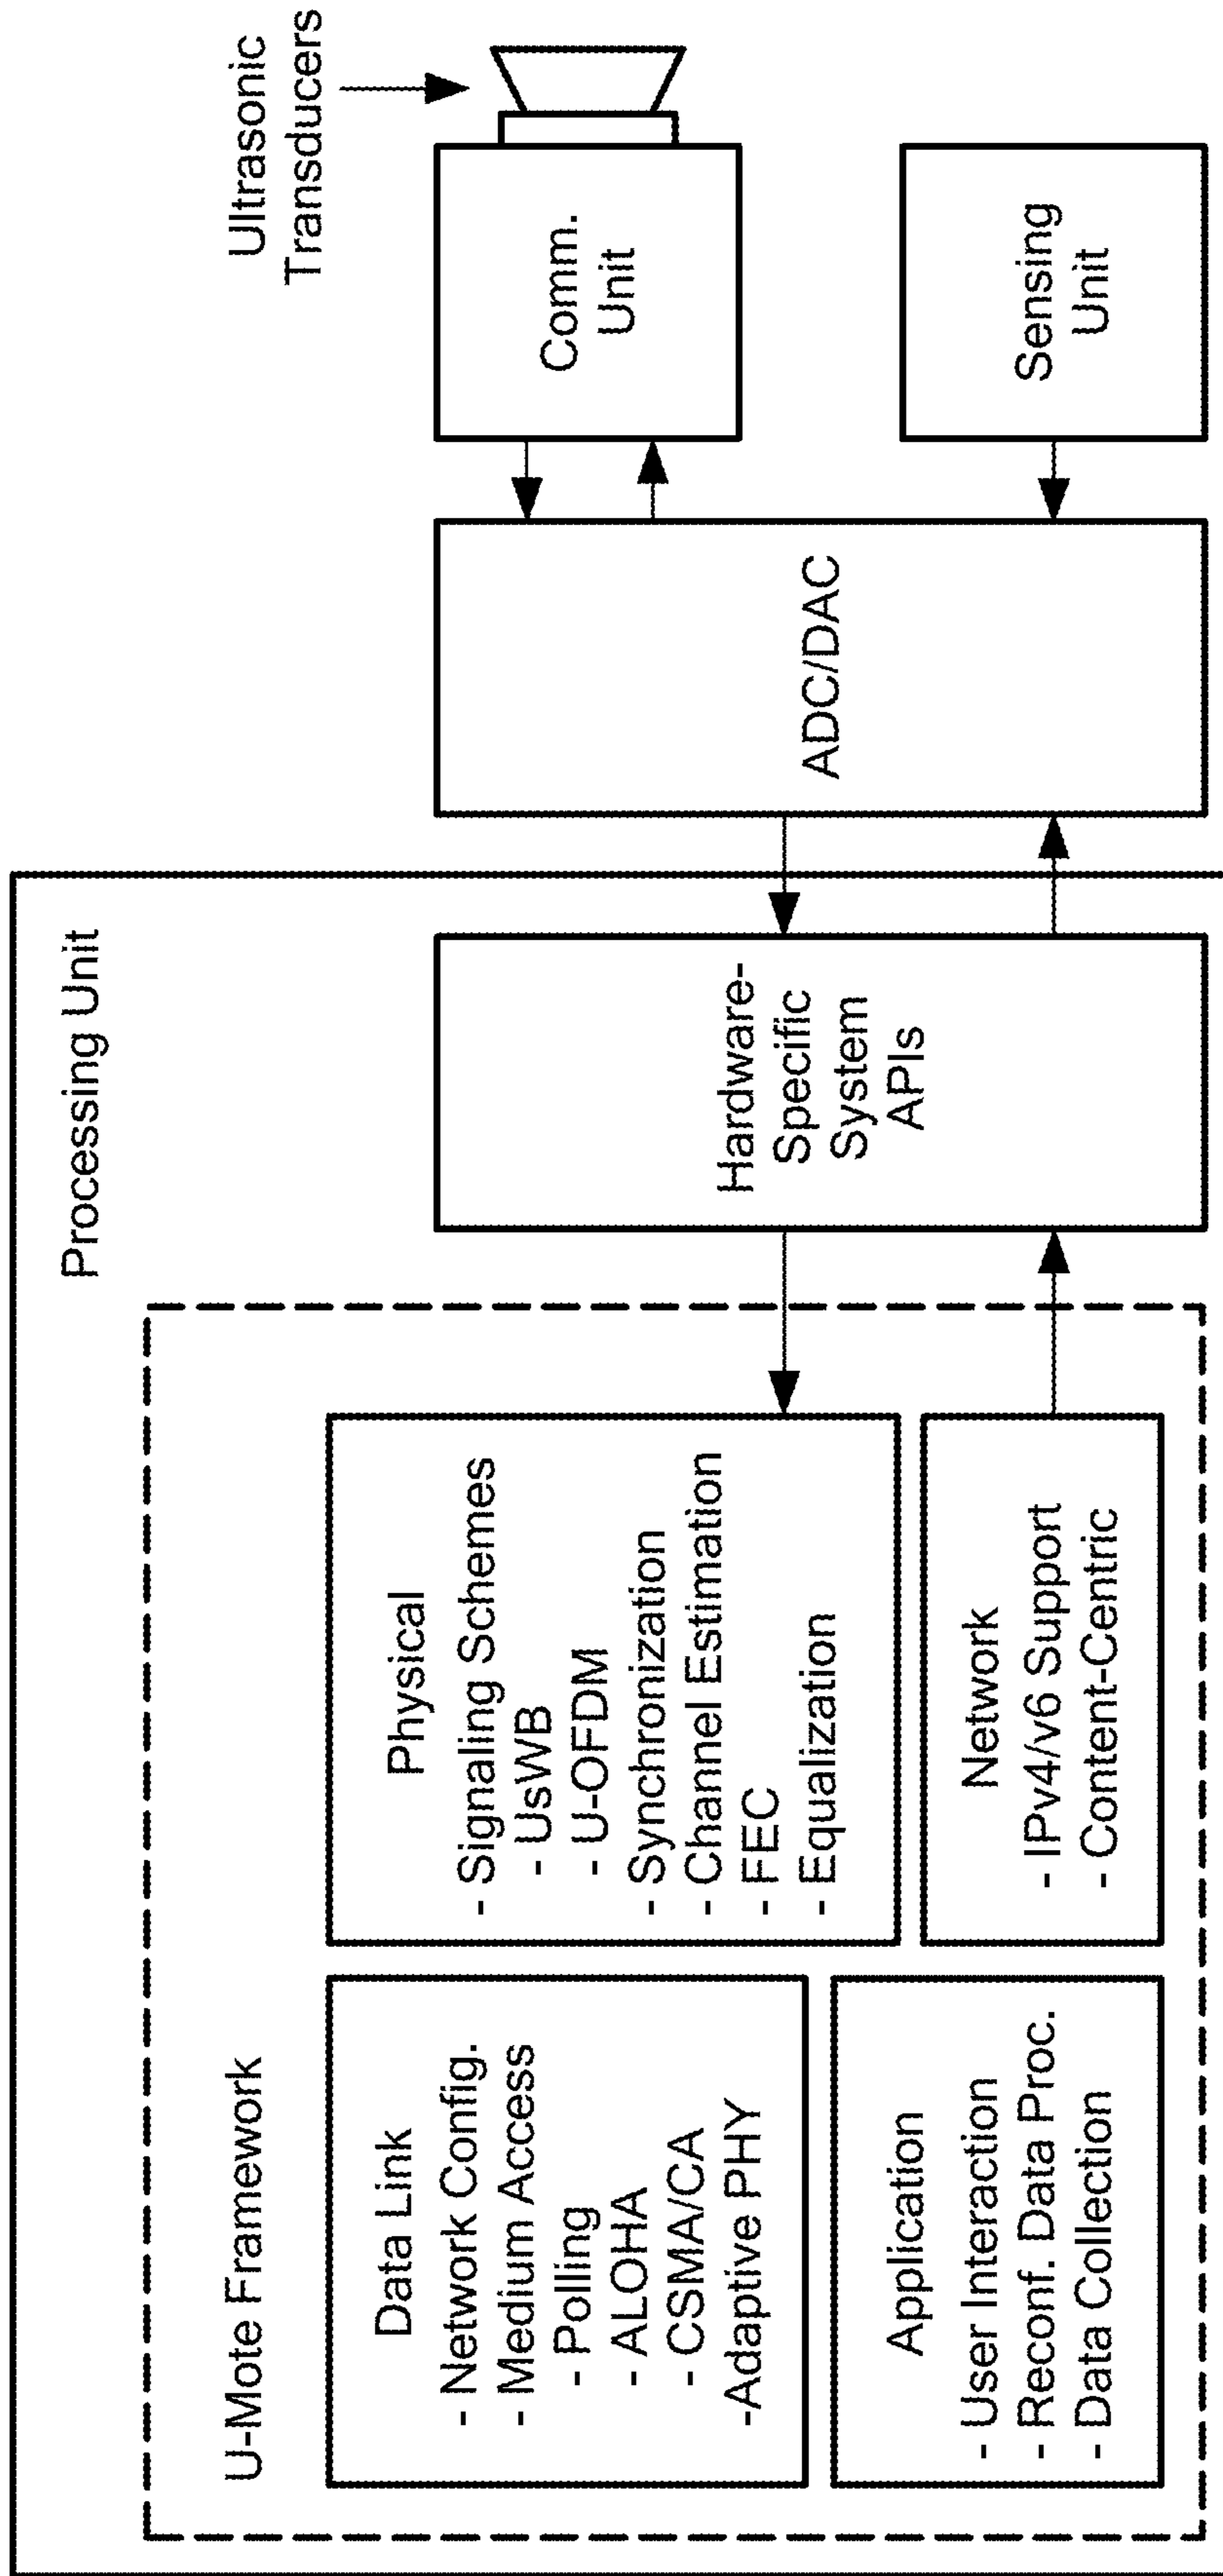 Processing Unit
U-Mote Framework
Data Link
- Network Config.
- Medium Access
- Polling
- ALOHA
- CSMA/CA
-Adaptive PHY
Physical
- Signaling Schemes
- UsWB
- U-OFDM
- Synchronization
- Channel Estimation
- FEC
- Equalization
Application
- User Interaction
- Reconf. Data Proc.
- Data Collection
Network
- IPv4/v6 Support
- Content-Centric
Hardware-
Specific
System
APIs
ADC/DAC
Ultrasonic
Transducers
Comm.
Unit
Sensing
Unit